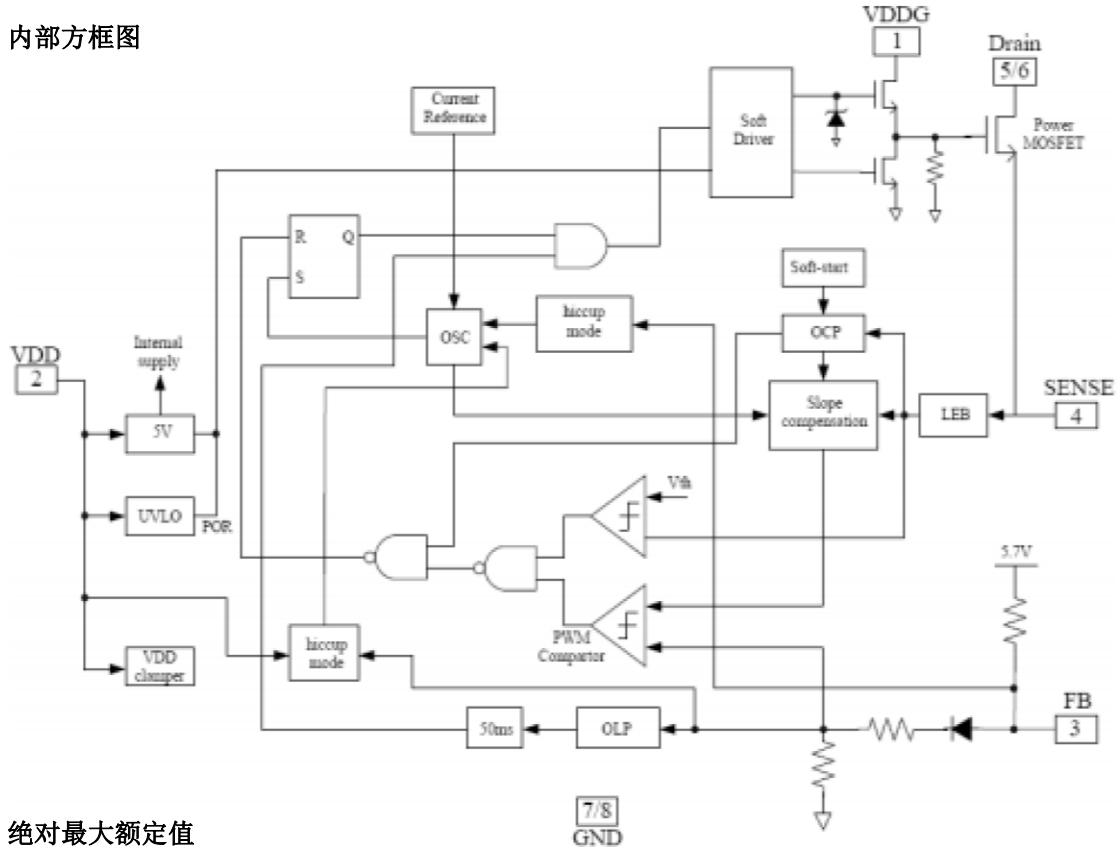 内部方框图
VDDG
1
Drain
5/6
Current
Reference
Soft
Driver
Power
MOSFET
R
Q
S
Soft-start
hiccup
mode
OSC
OCP
Internal
supply
VDD
2
5V
Slope
compensation
LEB
SENSE
4
UVLO
POR
Vth
5.7V
PWM
Compartor
hiccup
mode
VDD
clamper
FB
3
50ms
OLP
7/8
GND
绝对最大额定值